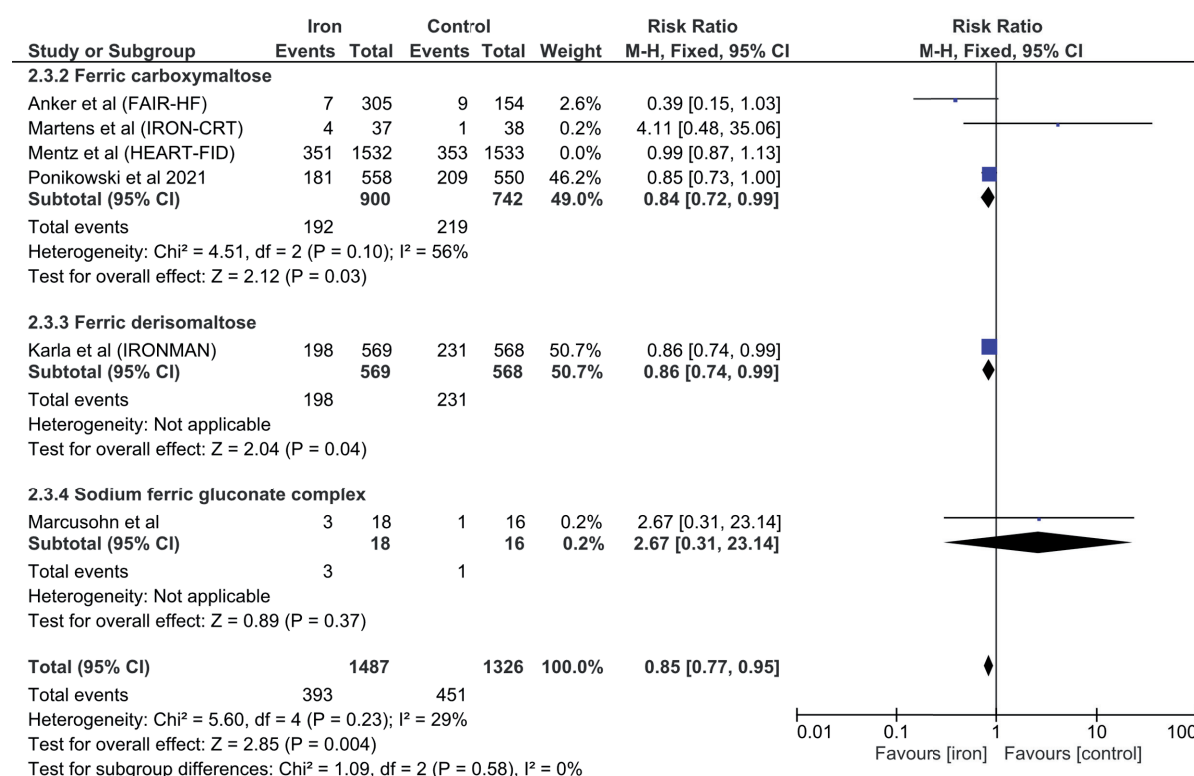 Iron Control Risk Ratio Risk Ratio
Study or Subgroup Events Total Events Total Weight M-H, Fixed, 95% CI M-H, Fixed, 95% CI
2.3.2 Ferric carboxymaltose
Anker et al (FAIR-HF) 7 305 9 154 2.6% 0.39 [0.15, 1.03]
Martens et al (IRON-CRT) 4 37 1 38 0.2% 4.11 [0.48, 35.06]
Mentz et al (HEART-FID) 351 1532 353 1533 0.0% 0.99 [0.87, 1.13]
Ponikowski et al 2021 181 558 209 550 46.2% 0.85 [0.73, 1.00]
Subtotal (95% CI) 900 742 49.0% 0.84 [0.72, 0.99]
Total events 192 219
Heterogeneity: Chi² = 4.51, df = 2 (P = 0.10); I² = 56%
Test for overall effect: Z = 2.12 (P = 0.03)
2.3.3 Ferric derisomaltose
Karla et al (IRONMAN) 198 569 231 568 50.7% 0.86 [0.74, 0.99]
Subtotal (95% CI) 569 568 50.7% 0.86 [0.74, 0.99]
Total events 198 231
Heterogeneity: Not applicable
Test for overall effect: Z = 2.04 (P = 0.04)
2.3.4 Sodium ferric gluconate complex
Marcusohn et al 3 18 1 16 0.2% 2.67 [0.31, 23.14]
Subtotal (95% CI) 18 16 0.2% 2.67 [0.31, 23.14]
Total events 3 1
Heterogeneity: Not applicable
Test for overall effect: Z = 0.89 (P = 0.37)
Total (95% CI) 1487 1326 100.0% 0.85 [0.77, 0.95]
Total events 393 451
Heterogeneity: Chi² = 5.60, df = 4 (P = 0.23); I² = 29%
Test for overall effect: Z = 2.85 (P = 0.004)
Test for subgroup differences: Chi² = 1.09, df = 2 (P = 0.58), I² = 0%
0.01 0.1 1 10 100
Favours [iron] Favours [control]